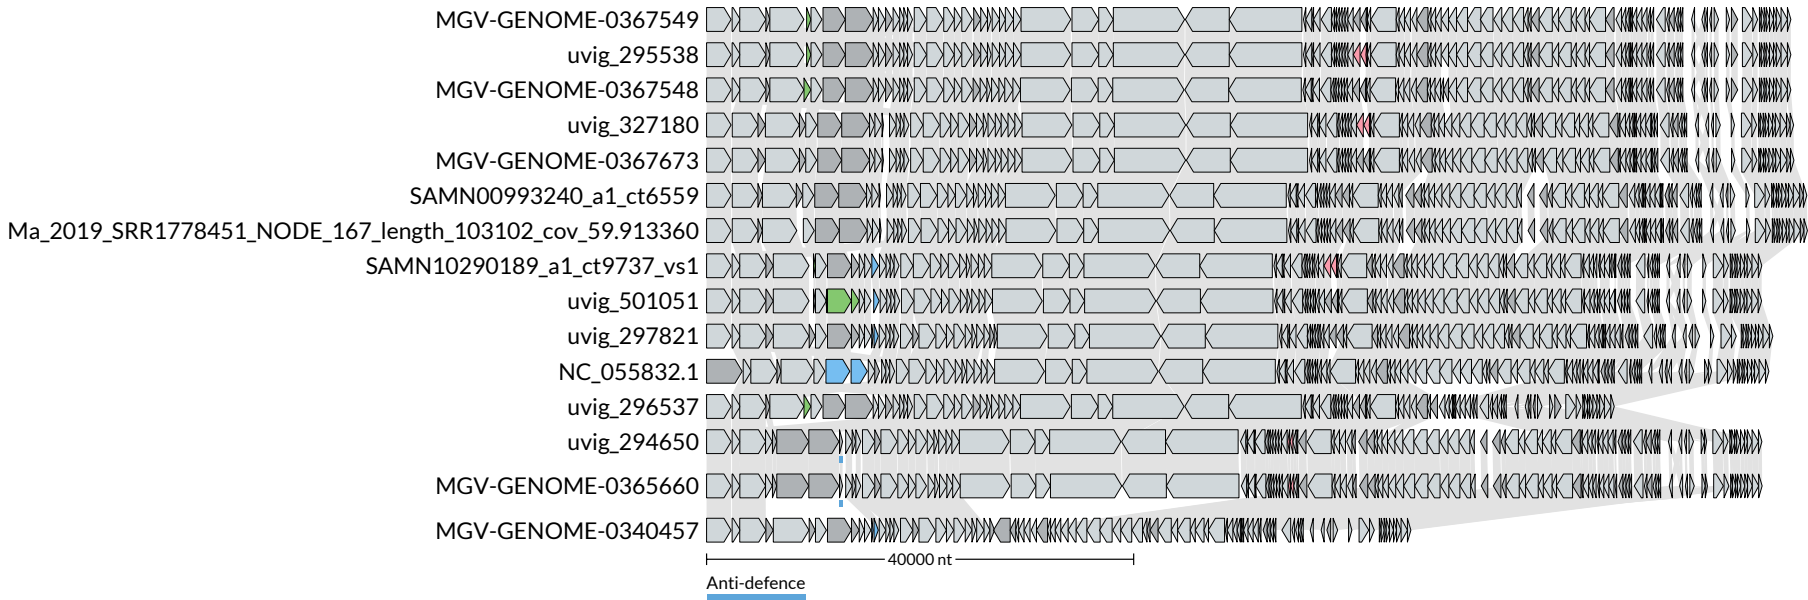 MGV-GENOME-0367549
uvig_295538
MGV-GENOME-0367548
uvig_327180
MGV-GENOME-0367673
SAMN00993240_a1_ct6559
Ma_2019_SRR1778451_NODE_167_length_103102_cov_59.913360
SAMN10290189_a1_ct9737_vs1
uvig_501051
uvig_297821
NC_055832.1
uvig_296537
uvig_294650
MGV-GENOME-0365660
MGV-GENOME-0340457
40000 nt
Anti-defence